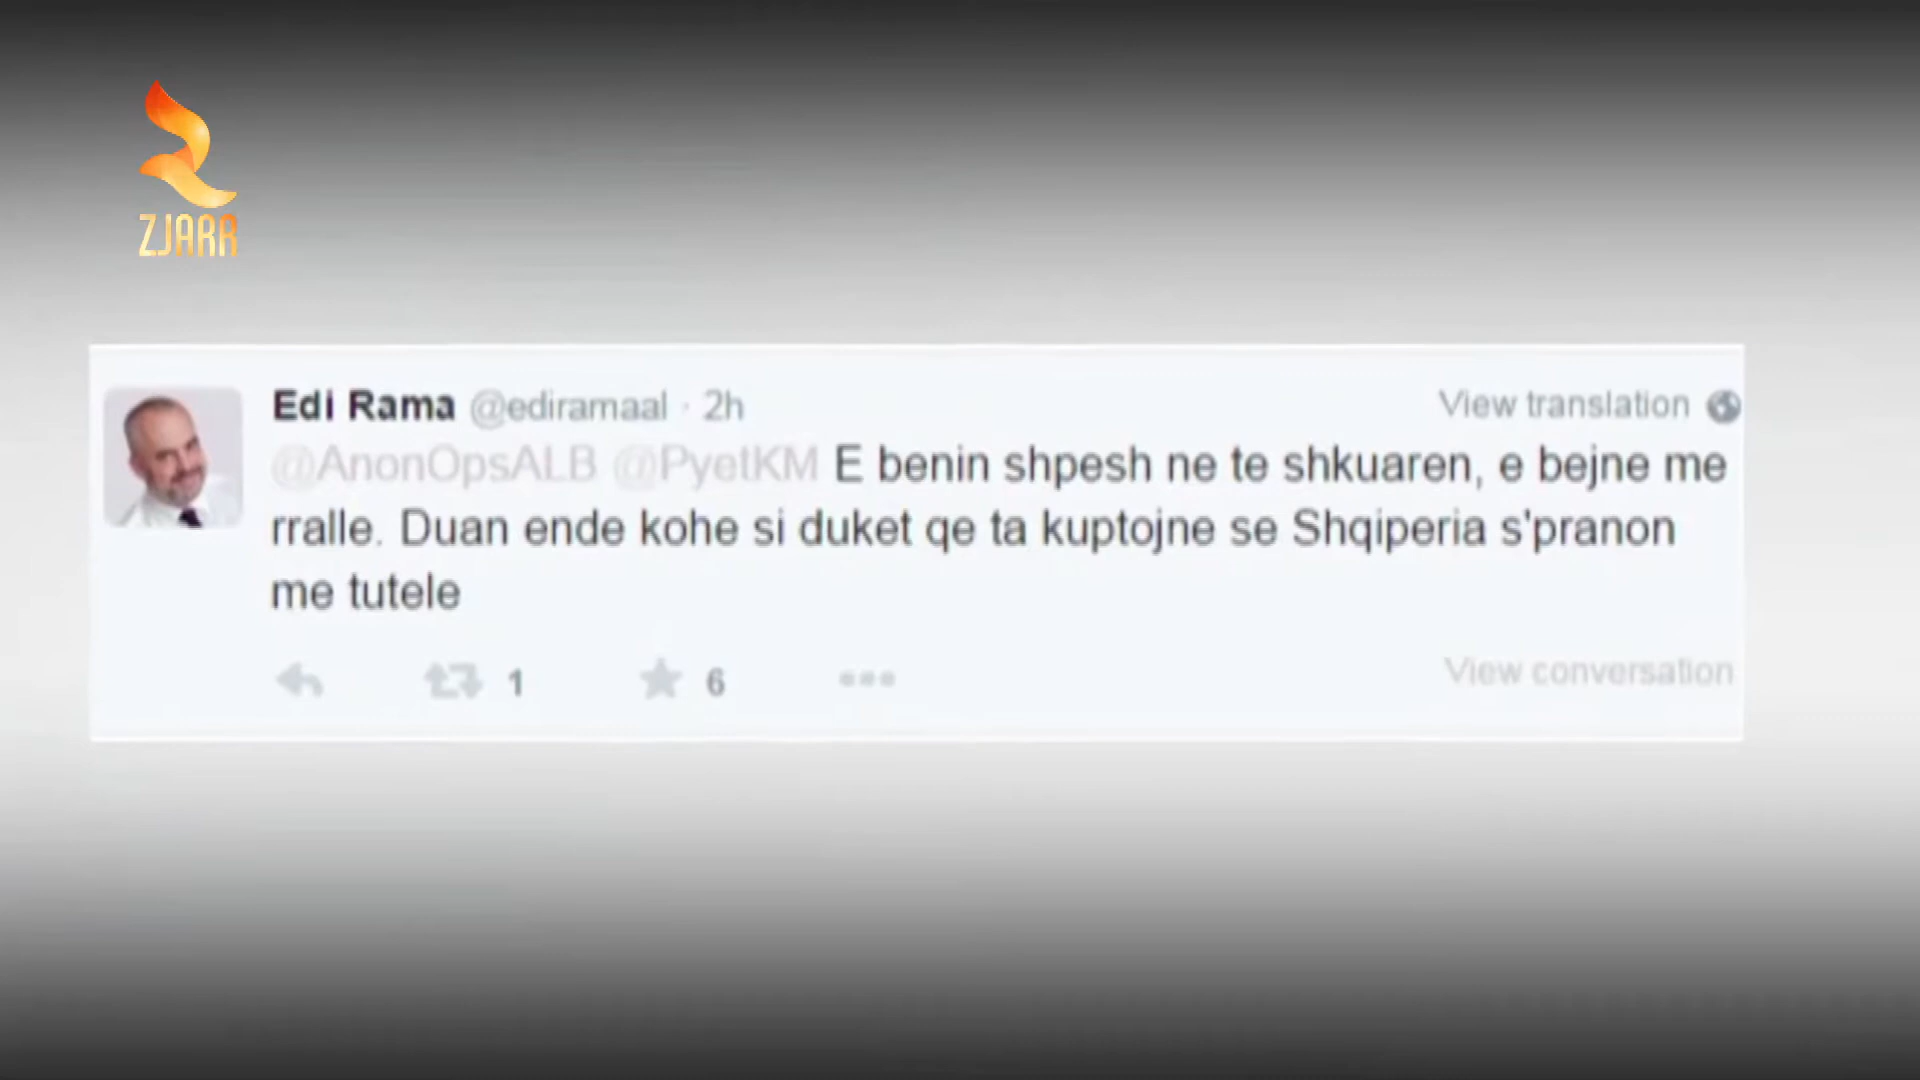 ZJARR
Edi Rama @ediramaal · 2h
View translation
@AnonOpsALB @PyetKM E benin shpesh ne te shkuaren, e bejne me
rralle. Duan ende kohe si duket qe ta kuptojne se Shqiperia s'pranon
me tutele
1
6
View conversation